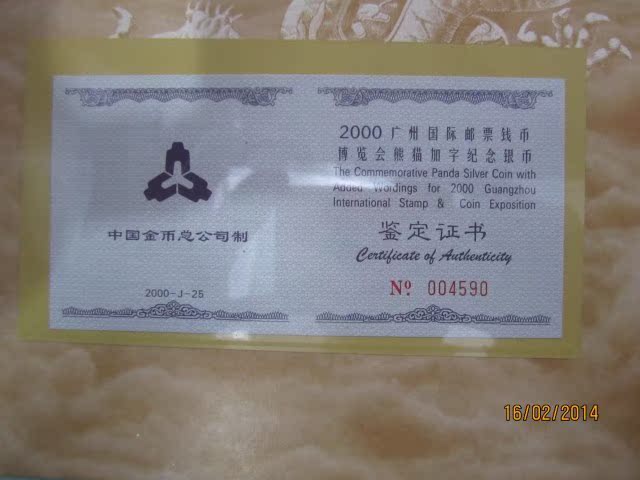 中国金币总公司制
2000-J-25
2000 广州国际邮票钱币
博览会熊猫加字纪念银币
The Commemorative Panda Silver Coin with
Added Wordings for 2000 Guangzhou
International Stamp & Coin Exposition
鉴定证书
Certificate of Authenticity
Nº 004590
16/02/2014